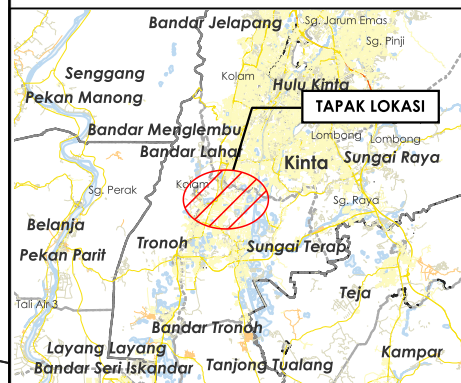 Bandar Jelapang
Sg. Jarum Emas
Sg. Pinji
Senggang
Kolam
Hulu Kinta
Pekan Manong
TAPAK LOKASI
Bandar Menglembu
Lombong
Lombong
Bandar Lahat
Kinta
Sungai Raya
Kolam
Sg. Perak
Sg. Raya
Belanja
Tronoh
Sungai Terap
Pekan Parit
Teja
Tali Air 3
Bandar Tronoh
Layang Layang
Kampar
Bandar Seri Iskandar
Tanjong Tualang